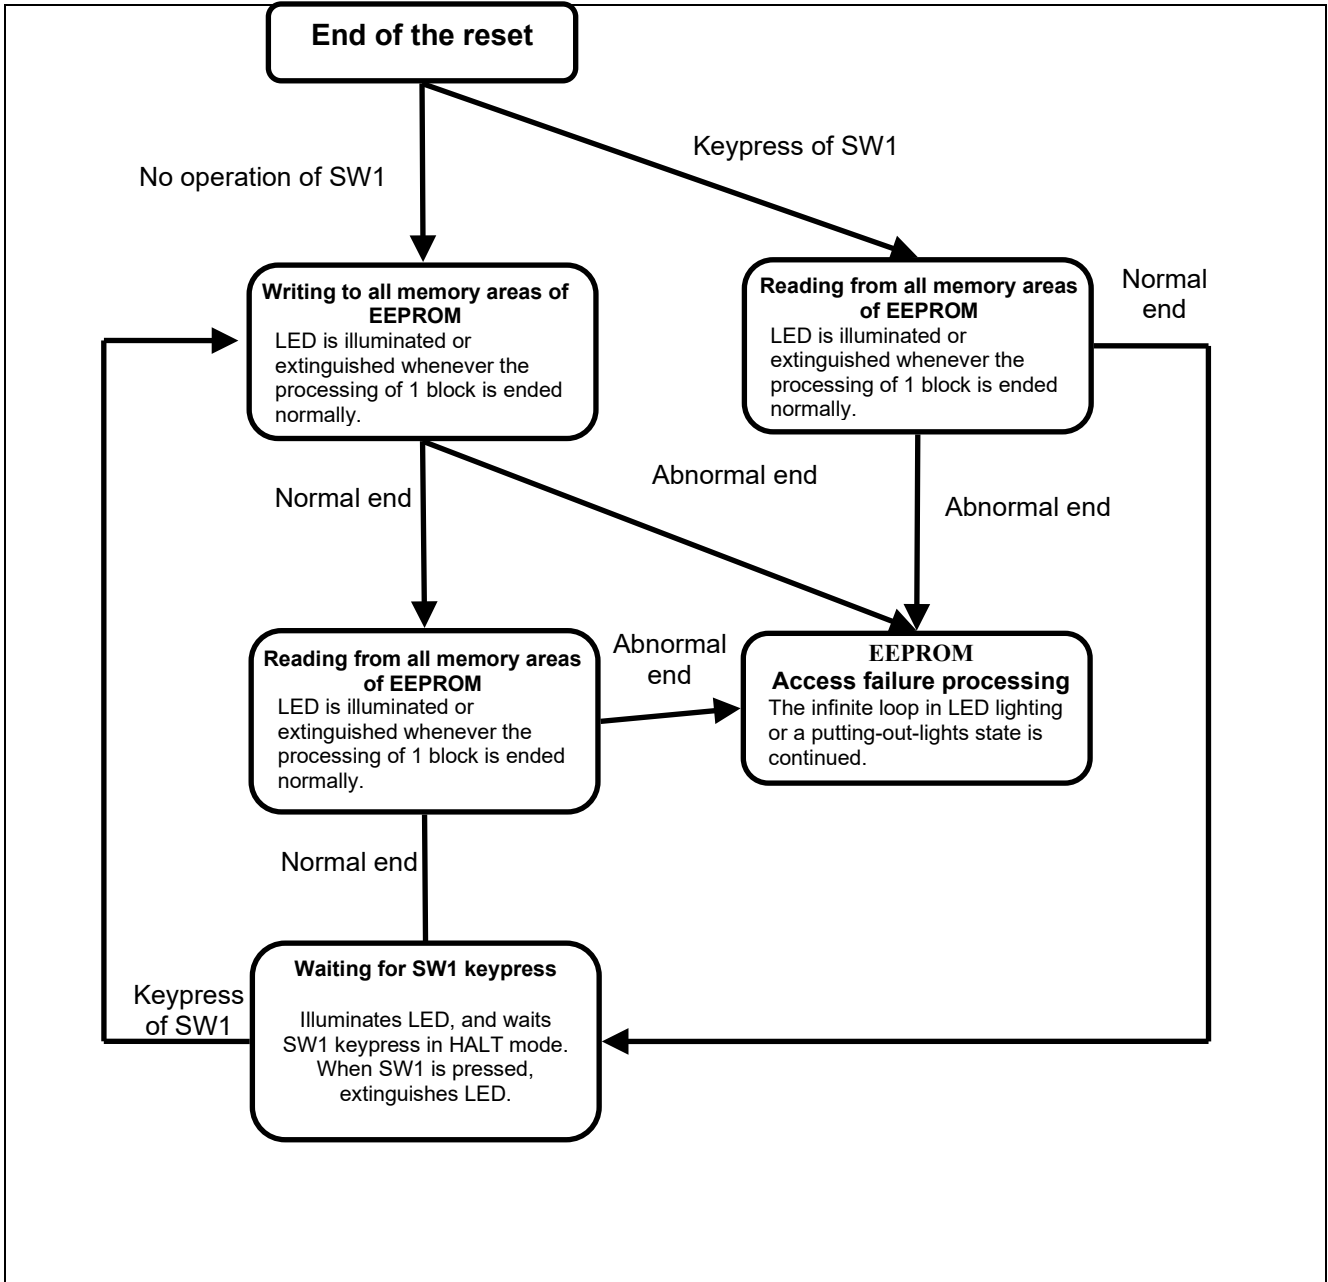 End of the reset
Keypress of SW1
No operation of SW1
Writing to all memory areas of
EEPROM
LED is illuminated or
extinguished whenever the
processing of 1 block is ended
normally.
Reading from all memory areas
of EEPROM
LED is illuminated or
extinguished whenever the
processing of 1 block is ended
normally.
Normal
end
Normal end
Abnormal end
Abnormal end
Reading from all memory areas
of EEPROM
LED is illuminated or
extinguished whenever the
processing of 1 block is ended
normally.
Abnormal
end
EEPROM
Access failure processing
The infinite loop in LED lighting
or a putting-out-lights state is
continued.
Normal end
Waiting for SW1 keypress
Illuminates LED, and waits
SW1 keypress in HALT mode.
When SW1 is pressed,
extinguishes LED.
Keypress
of SW1